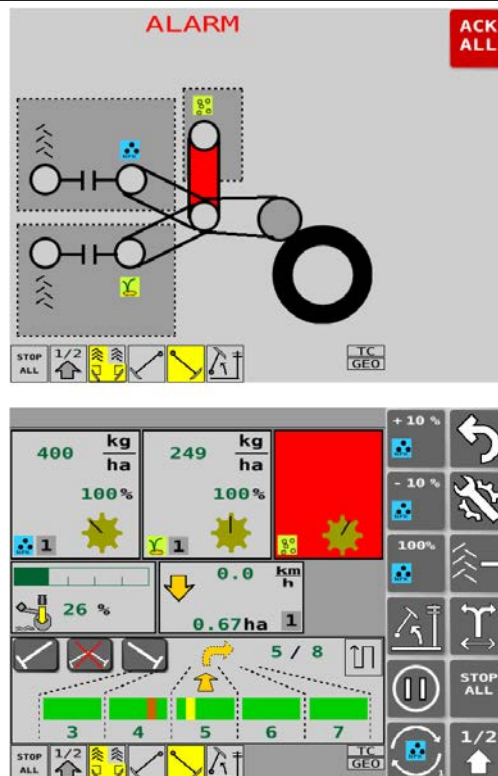 ALARM
ACK
ALL
STOP
ALL
1/2
TC
GEO
400 kg
ha
100%
1
249 kg
ha
100%
1
+10 %
- 10 %
100%
26 %
0.0 km
h
0.67ha 1
5 / 8
3 4 5 6 7
STOP
ALL
1/2
TC
GEO
STOP
ALL
1/2